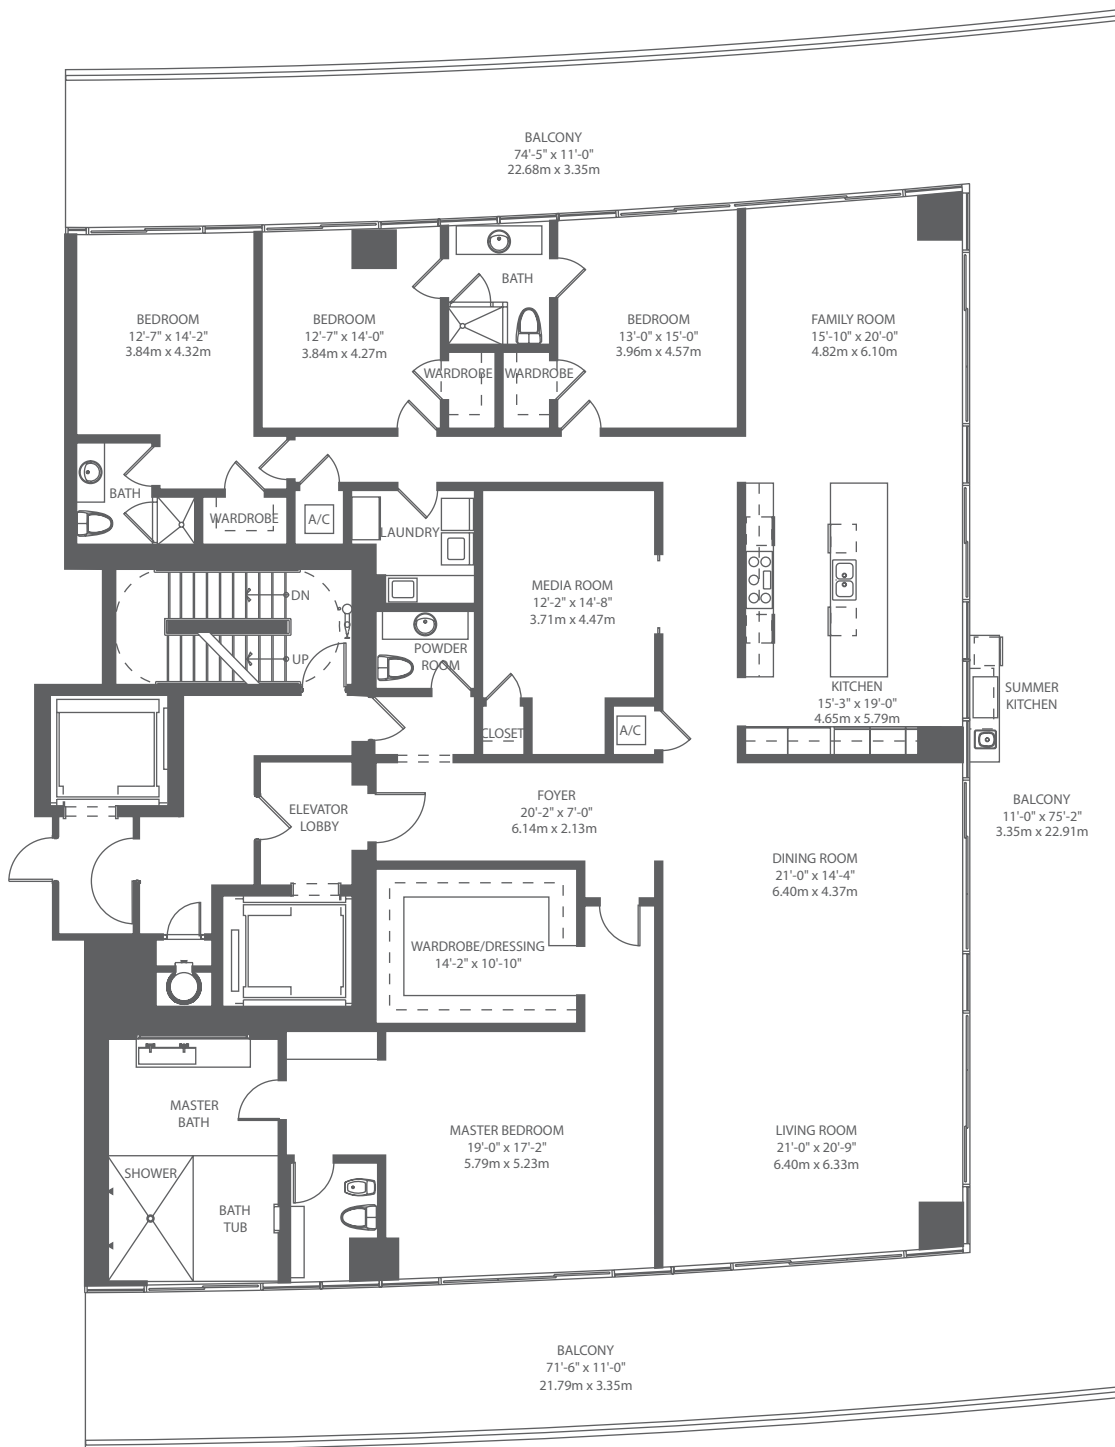 BALCONY
74'-5" x 11'-0"
22.68m x 3.35m
BATH
BEDROOM
12'-7" x 14'-2"
3.84m x 4.32m
BEDROOM
12'-7" x 14'-0"
3.84m x 4.27m
BEDROOM
13'-0" x 15'-0"
3.96m x 4.57m
FAMILY ROOM
15'-10" x 20'-0"
4.82m x 6.10m
WARDROBE
WARDROBE
BATH
WARDROBE
A/C
LAUNDRY
MEDIA ROOM
12'-2" x 14'-8"
3.71m x 4.47m
DN
UP
POWDER
ROOM
KITCHEN
15'-3" x 19'-0"
4.65m x 5.79m
SUMMER
KITCHEN
CLOSET
A/C
ELEVATOR
LOBBY
FOYER
20'-2" x 7'-0"
6.14m x 2.13m
BALCONY
11'-0" x 75'-2"
3.35m x 22.91m
DINING ROOM
21'-0" x 14'-4"
6.40m x 4.37m
WARDROBE/DRESSING
14'-2" x 10'-10"
MASTER
BATH
MASTER BEDROOM
19'-0" x 17'-2"
5.79m x 5.23m
LIVING ROOM
21'-0" x 20'-9"
6.40m x 6.33m
SHOWER
BATH
TUB
BALCONY
71'-6" x 11'-0"
21.79m x 3.35m